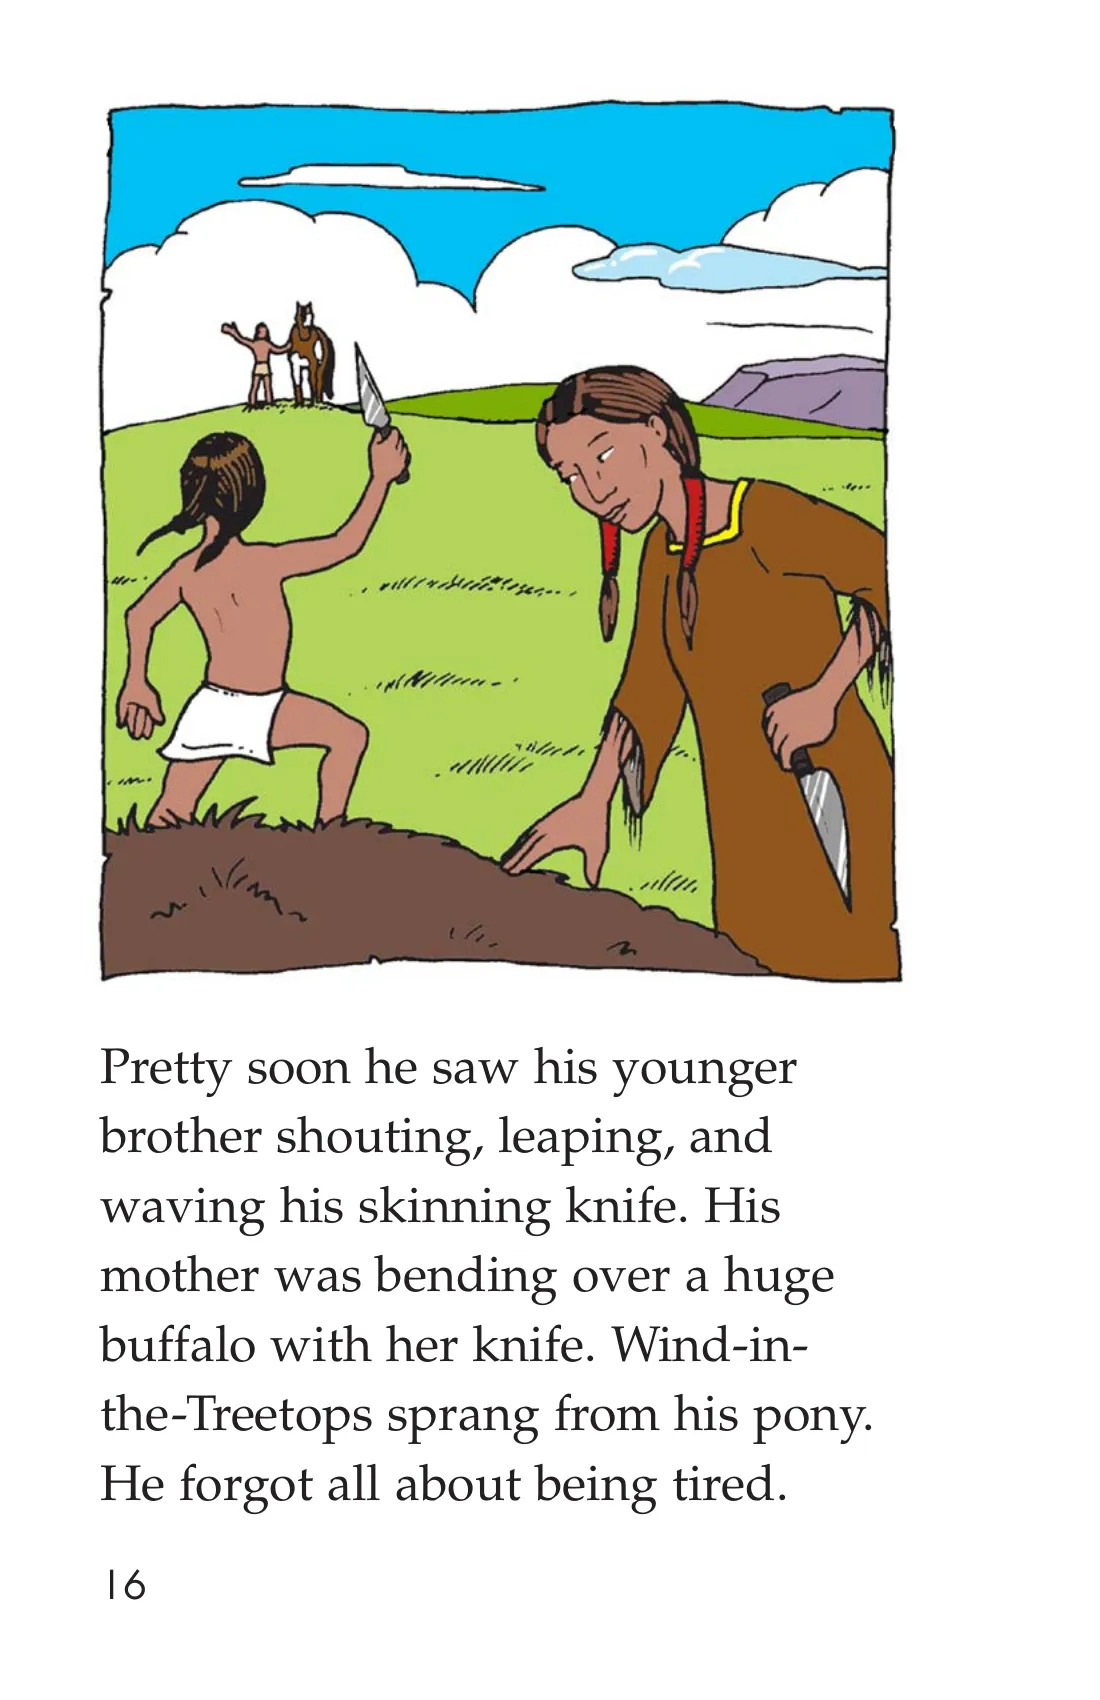 Pretty soon he saw his younger
brother shouting, leaping, and
waving his skinning knife. His
mother was bending over a huge
buffalo with her knife. Wind-in-
the-Treetops sprang from his pony.
He forgot all about being tired.
16